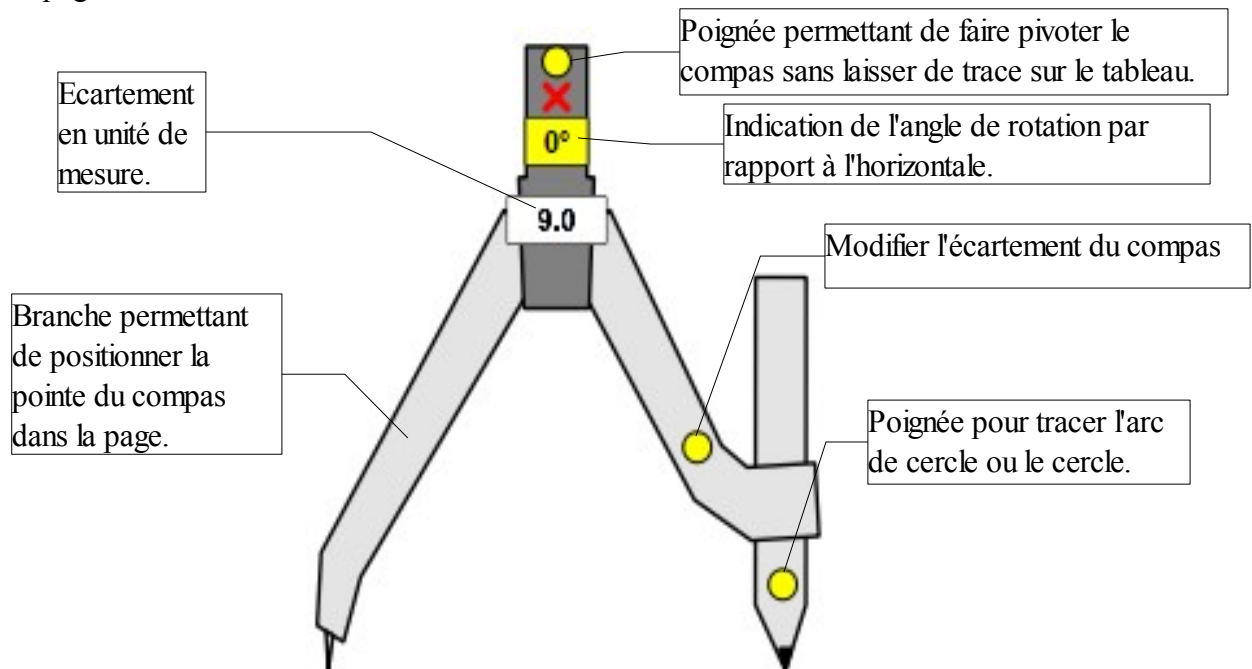 Poignée permettant de faire pivoter le
compas sans laisser de trace sur le tableau.
Ecartement
en unité de
mesure.
0°
Indication de l'angle de rotation par
rapport à l'horizontale.
9.0
Modifier l'écartement du compas
Branche permettant
de positionner la
pointe du compas
dans la page.
Poignée pour tracer l'arc
de cercle ou le cercle.